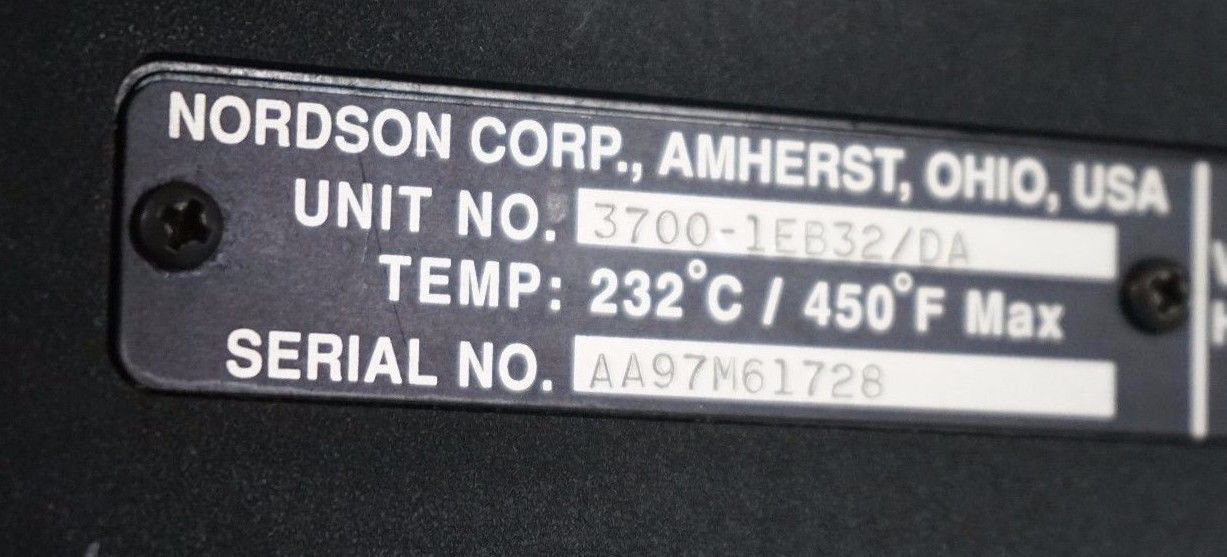 NORDSON CORP., AMHERST, OHIO, USA
UNIT NO. 3700-1EB32/DA
TEMP: 232°C / 450°F Max
SERIAL NO. AA97M61728